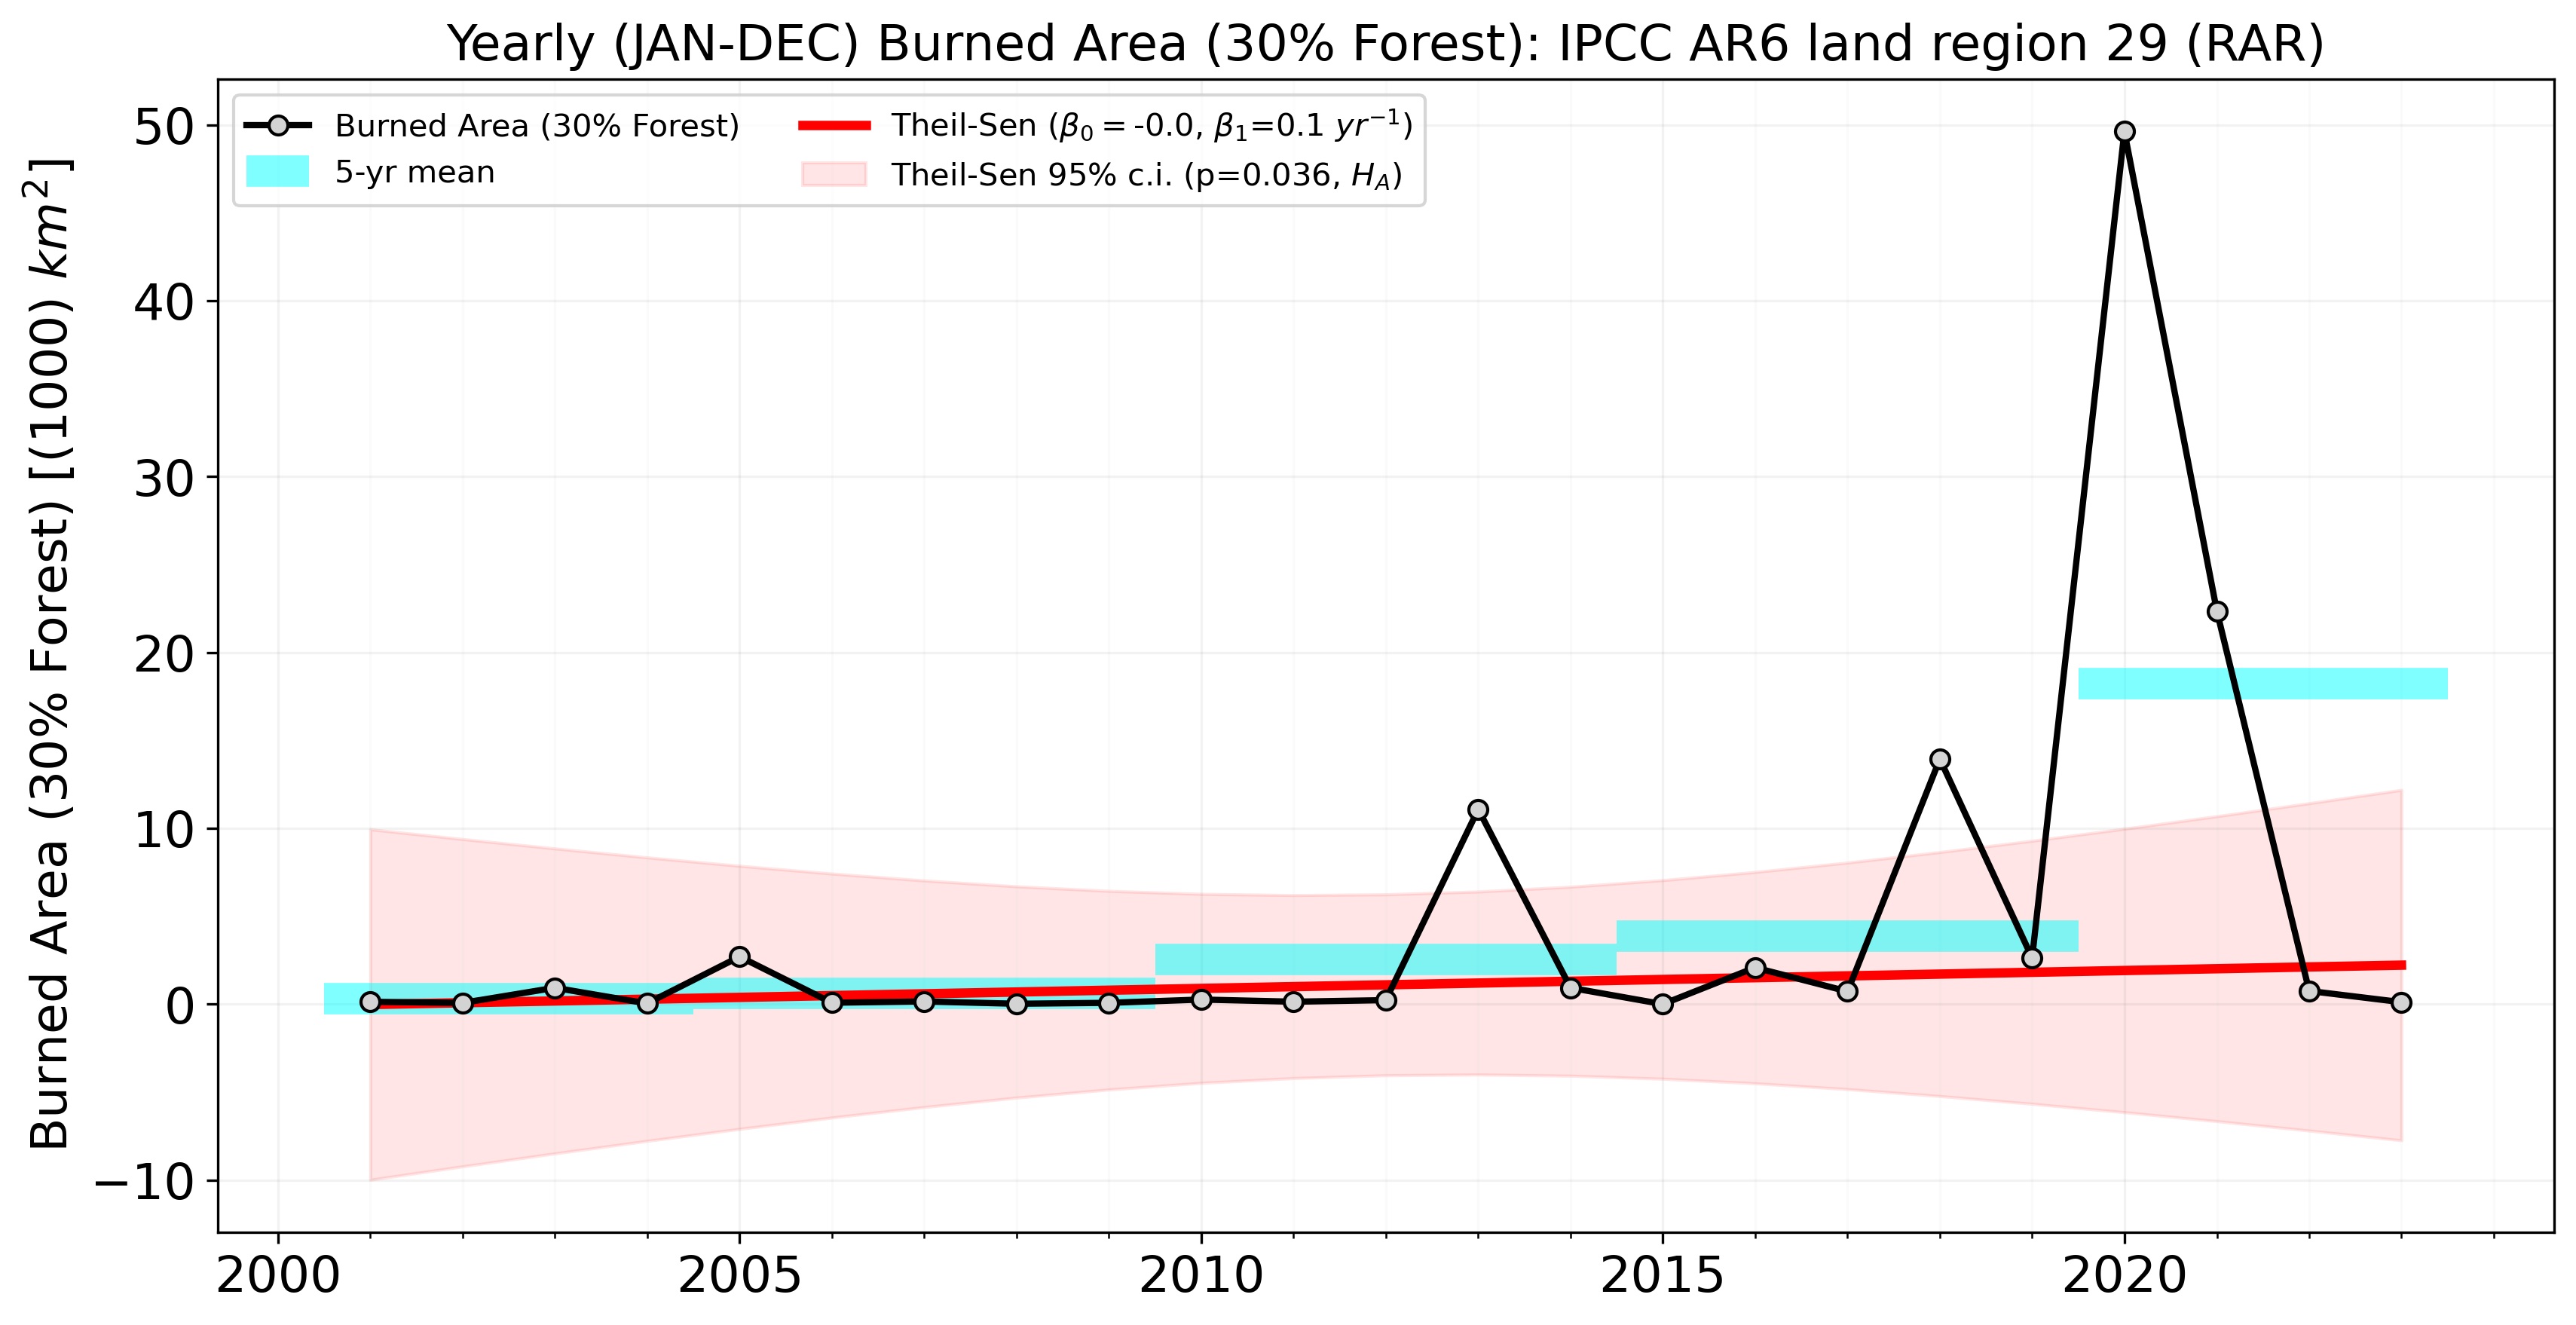 Yearly (JAN-DEC) Burned Area (30% Forest): IPCC AR6 land region 29 (RAR)
Burned Area (30% Forest)
5-yr mean
Theil-Sen (β₀ = -0.0, β₁=0.1 yr⁻¹)
Theil-Sen 95% c.i. (p=0.036, H_A)
Burned Area (30% Forest) [(1000) km²]
50
40
30
20
10
0
−10
2000 2005 2010 2015 2020